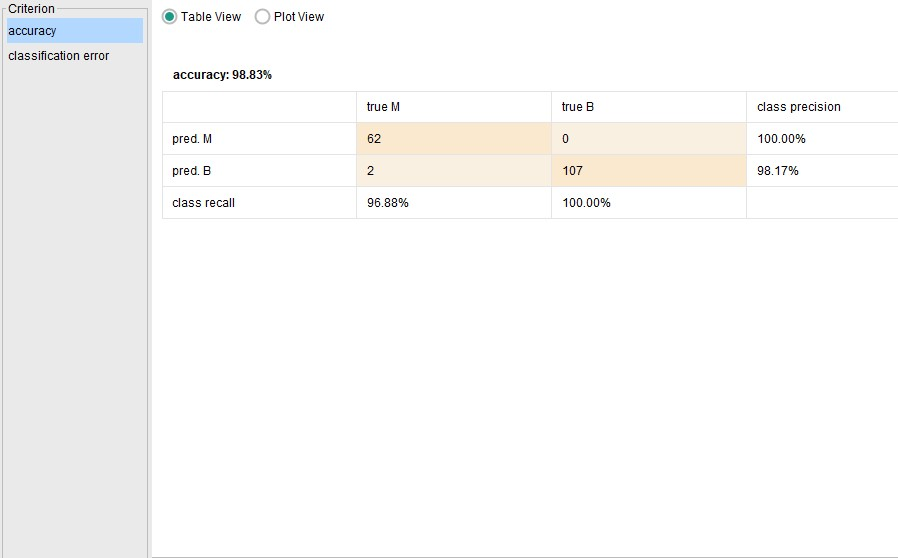 Criterion
accuracy
classification error
Table View Plot View
accuracy: 98.83%
true M true B class precision
pred. M 62 0 100.00%
pred. B 2 107 98.17%
class recall 96.88% 100.00%